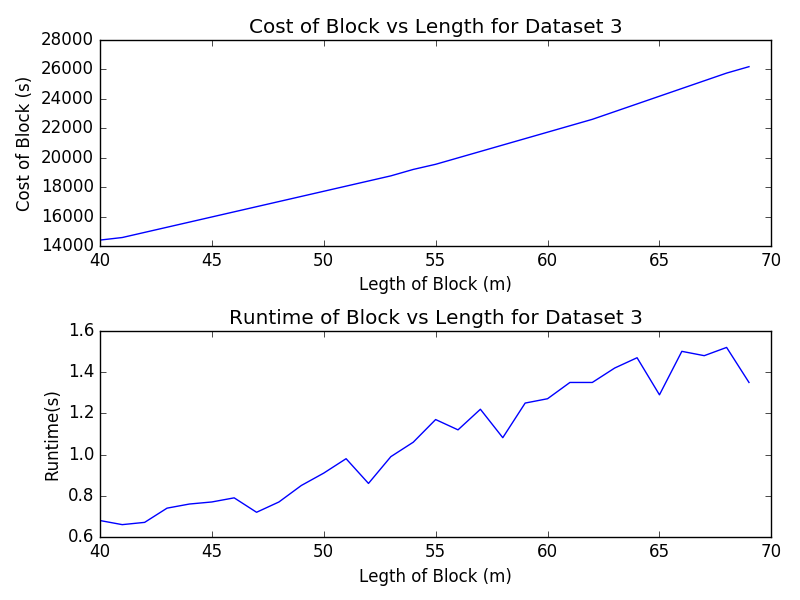 Cost of Block vs Length for Dataset 3
28000
26000
24000
22000
20000
18000
16000
14000
Cost of Block (s)
40 45 50 55 60 65 70
Legth of Block (m)
Runtime of Block vs Length for Dataset 3
1.6
1.4
1.2
1.0
0.8
0.6
Runtime(s)
40 45 50 55 60 65 70
Legth of Block (m)